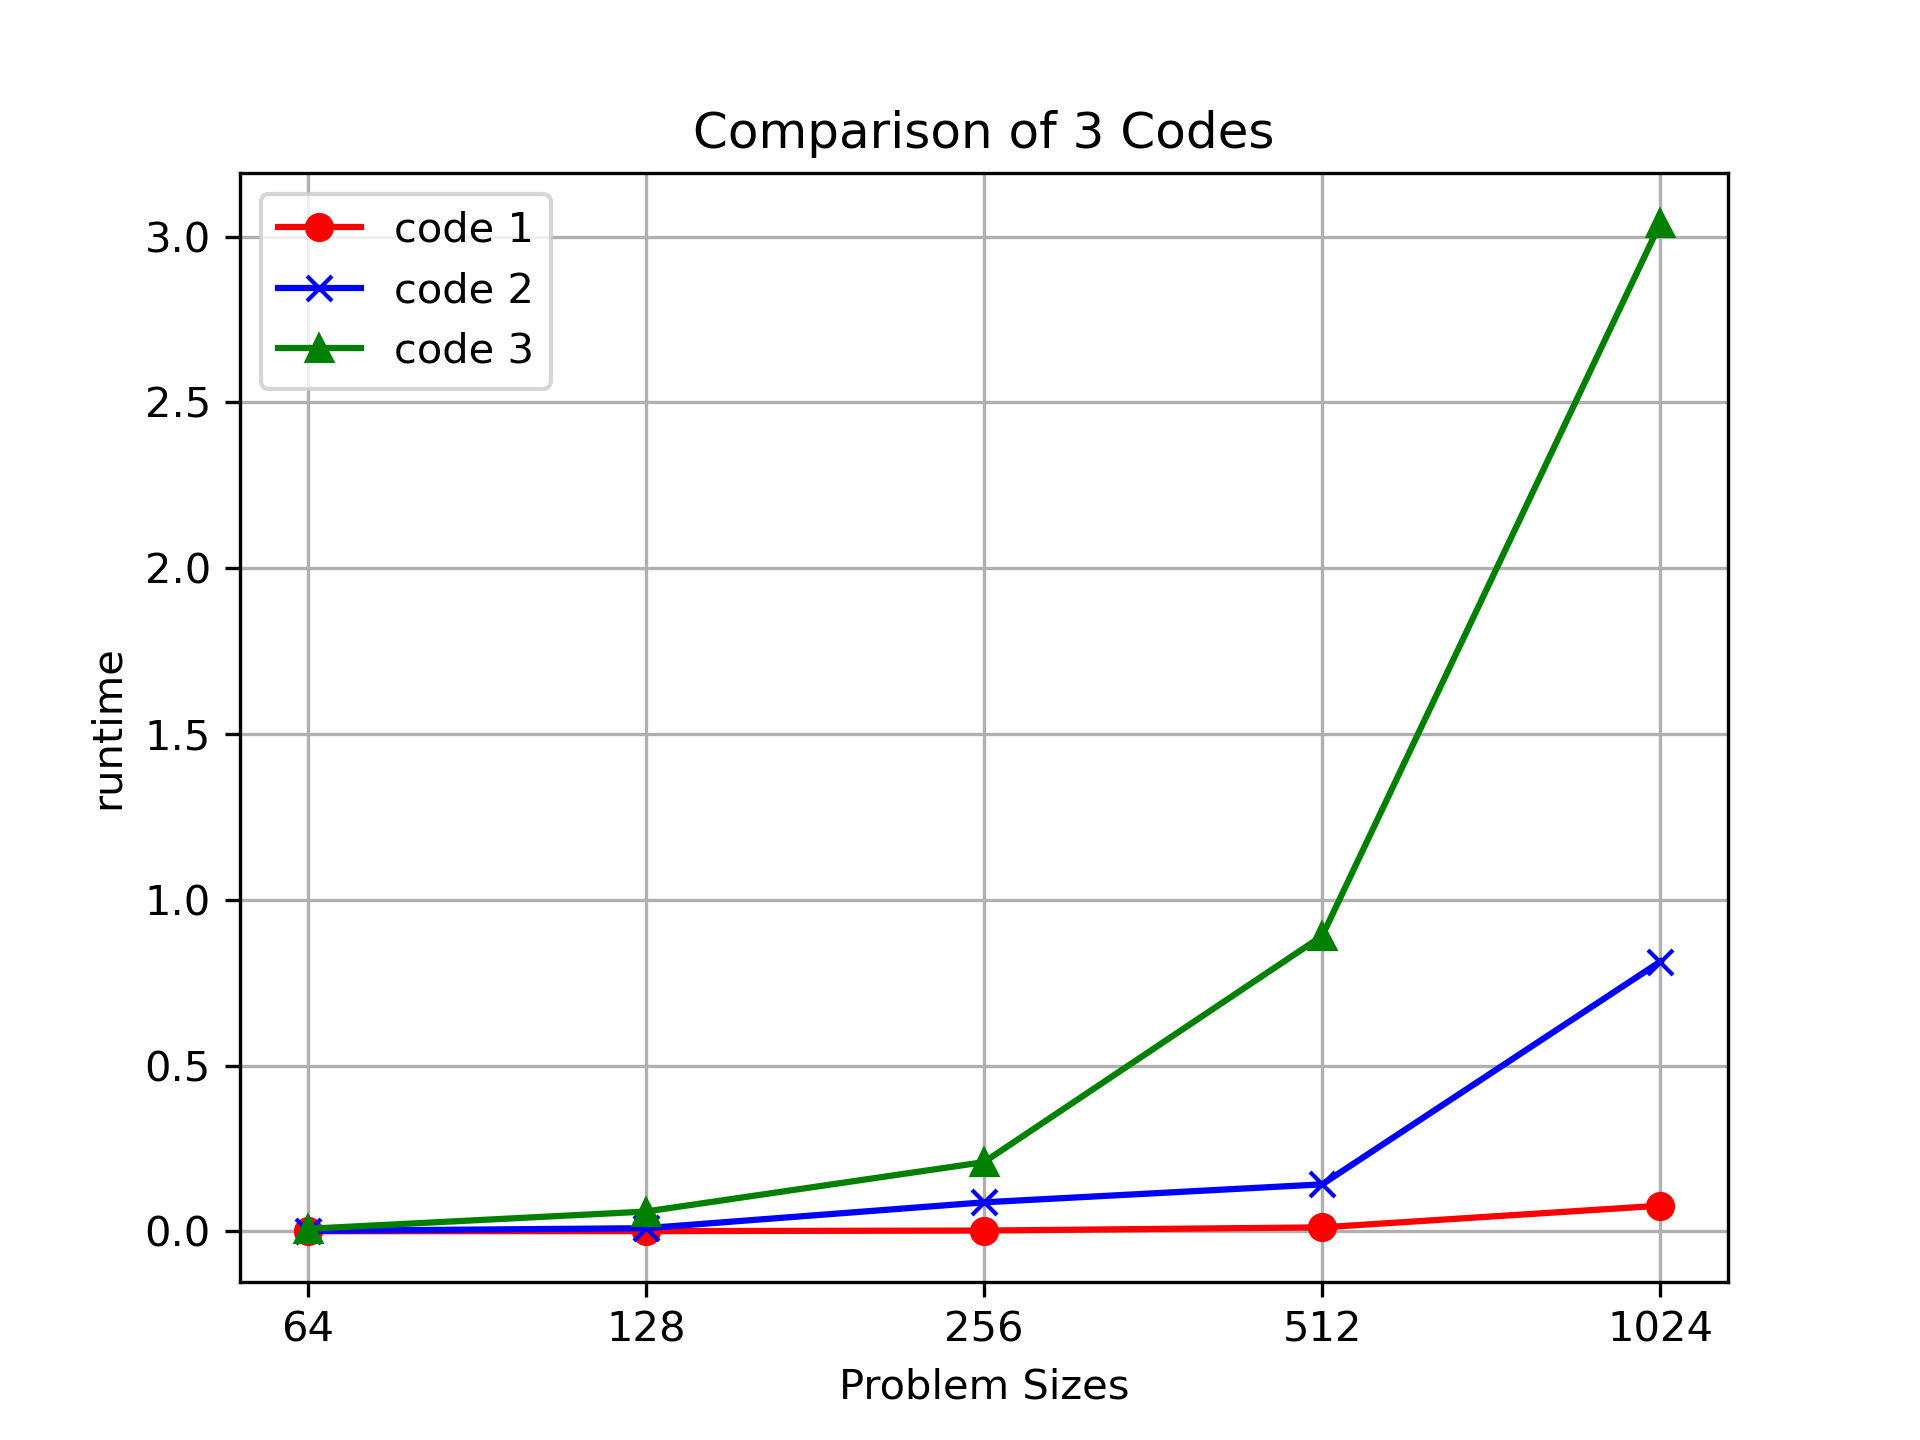 Comparison of 3 Codes
code 1
code 2
code 3
3.0
2.5
2.0
1.5
1.0
0.5
0.0
runtime
64 128 256 512 1024
Problem Sizes